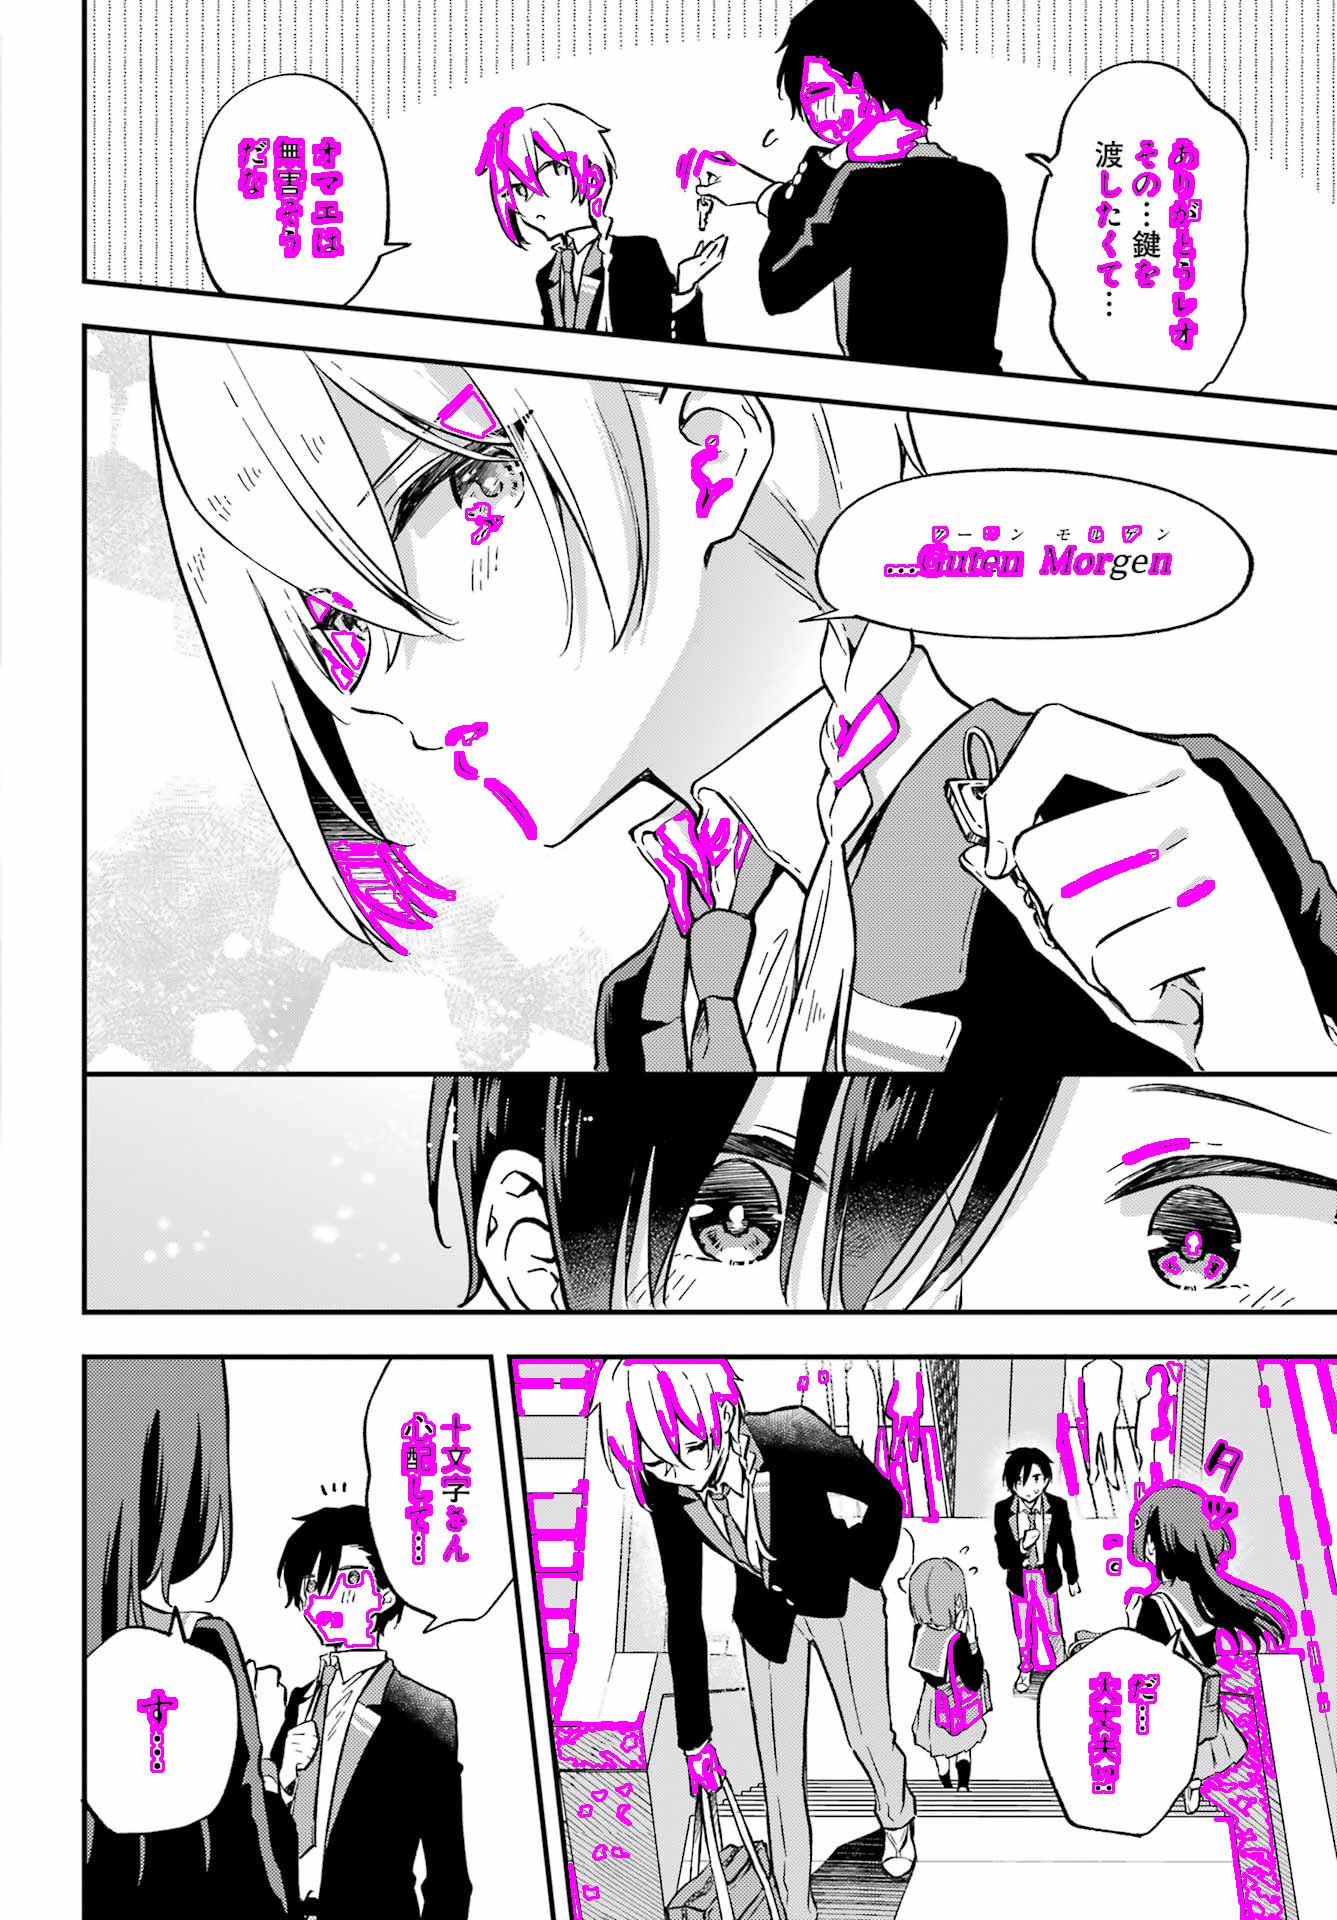 ありがとうレオ
その…鍵を
渡したくて…
オマエは
無害そう
だな
グーテン モルゲン
…Guten Morgen
タッ
だ…
大丈夫…
十文字さん
心配して…
す…